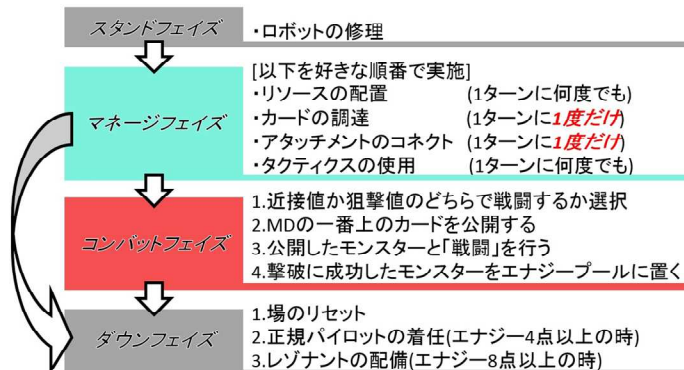 スタンドフェイズ
・ロボットの修理
マネージフェイズ
[以下を好きな順番で実施]
・リソースの配置 (1ターンに何度でも)
・カードの調達 (1ターンに1度だけ)
・アタッチメントのコネクト (1ターンに1度だけ)
・タクティクスの使用 (1ターンに何度でも)
コンバットフェイズ
1.近接値か狙撃値のどちらで戦闘するか選択
2.MDの一番上のカードを公開する
3.公開したモンスターと「戦闘」を行う
4.撃破に成功したモンスターをエナジープールに置く
ダウンフェイズ
1.場のリセット
2.正規パイロットの着任(エナジー4点以上の時)
3.レゾナントの配備(エナジー8点以上の時)